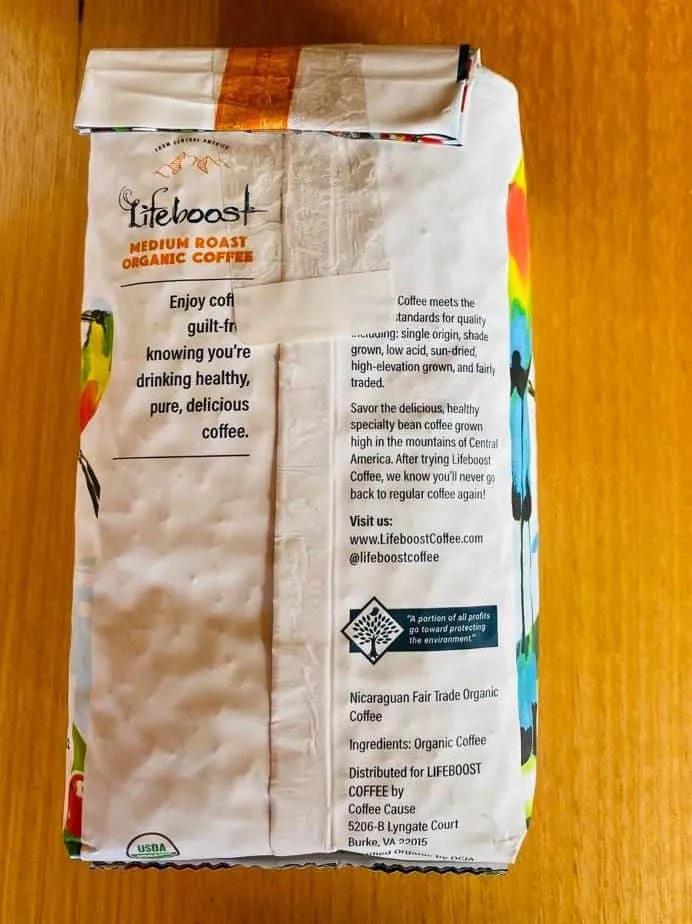 FROM CENTRAL AMERICA
Lifeboost
MEDIUM ROAST
ORGANIC COFFEE
Enjoy
knowing you're
drinking healthy,
pure, delicious
coffee.
Coffee meets the
for quality
single origin, shade
grown, low acid, sun-dried,
high-elevation grown, and fairly
traded.
Savor the delicious, healthy
specialty bean coffee grown
high in the mountains of Central
America. After trying Lifeboost
Coffee, we know you'll never go
back to regular coffee again!
Visit us:
www.LifeboostCoffee.com
@lifeboostcoffee
"A portion of all profits
go toward protecting
the environment."
Nicaraguan Fair Trade Organic
Coffee
Ingredients: Organic Coffee
Distributed for LIFEBOOST
COFFEE by
Coffee Cause
5206-B Lyngate Court
Burke, VA 22015
Organic by OCIA
USDA